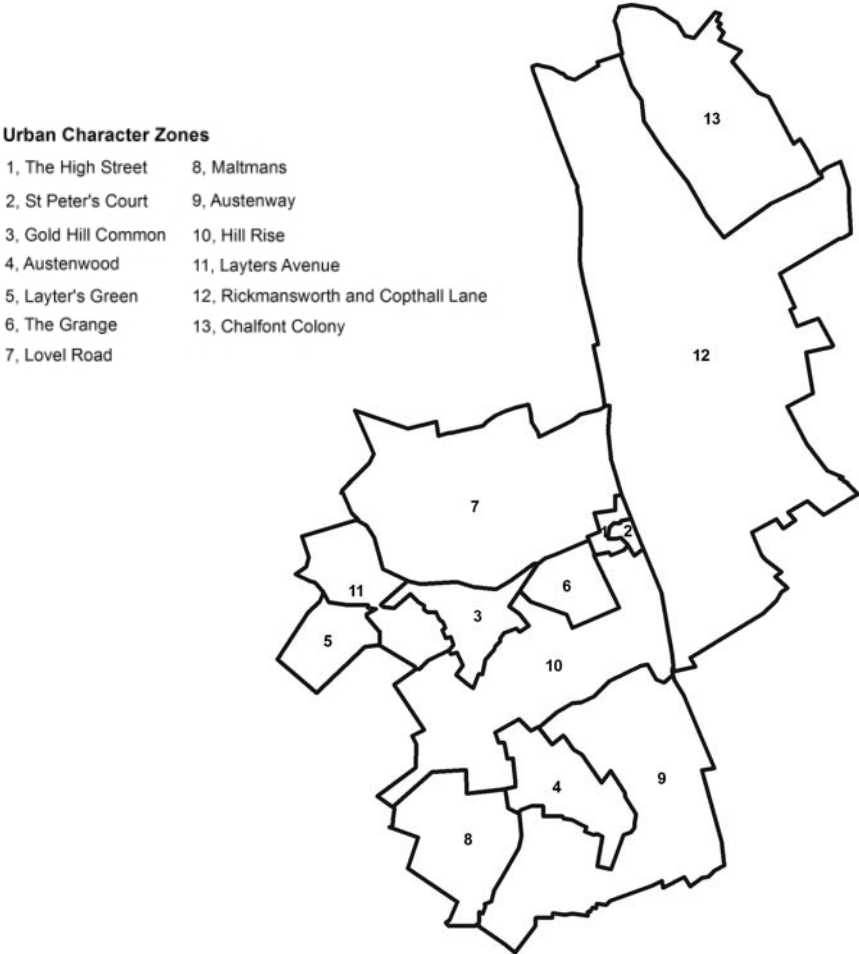 Urban Character Zones
1, The High Street
2, St Peter's Court
3, Gold Hill Common
4, Austenwood
5, Layter's Green
6, The Grange
7, Lovel Road
8, Maltmans
9, Austenway
10, Hill Rise
11, Layters Avenue
12, Rickmansworth and Copthall Lane
13, Chalfont Colony
13
12
7
1 2
6
11
3
5
10
9
4
8